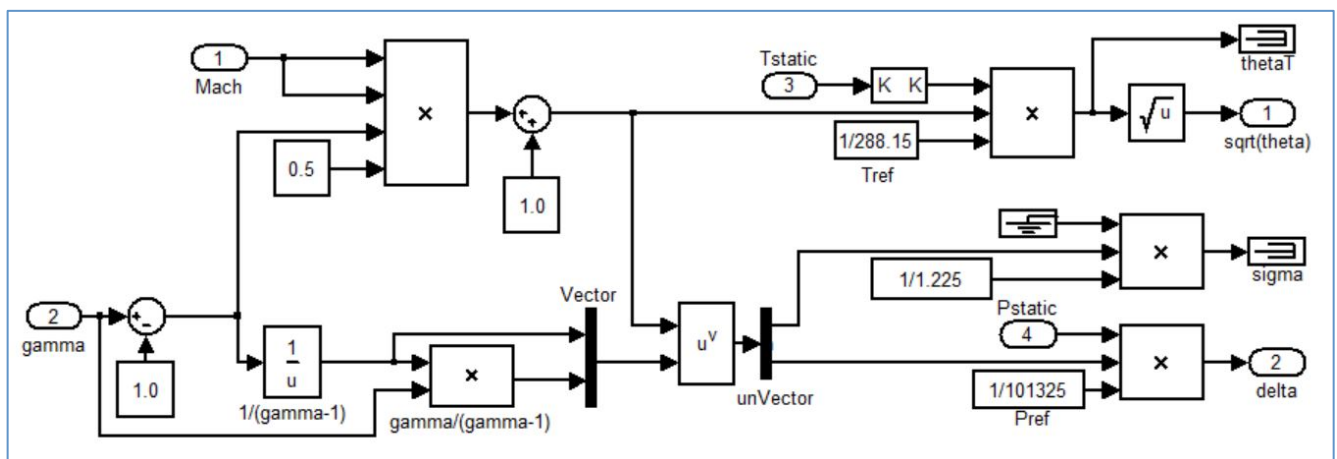 1
Mach
×
0.5
+
+
1.0
Tstatic
3
K K
1/288.15
Tref
×
thetaT
√u
1
sqrt(theta)
×
1/1.225
sigma
2
gamma
+
-
1.0
1
u
1/(gamma-1)
×
gamma/(gamma-1)
Vector
u^v
unVector
Pstatic
4
1/101325
Pref
×
2
delta